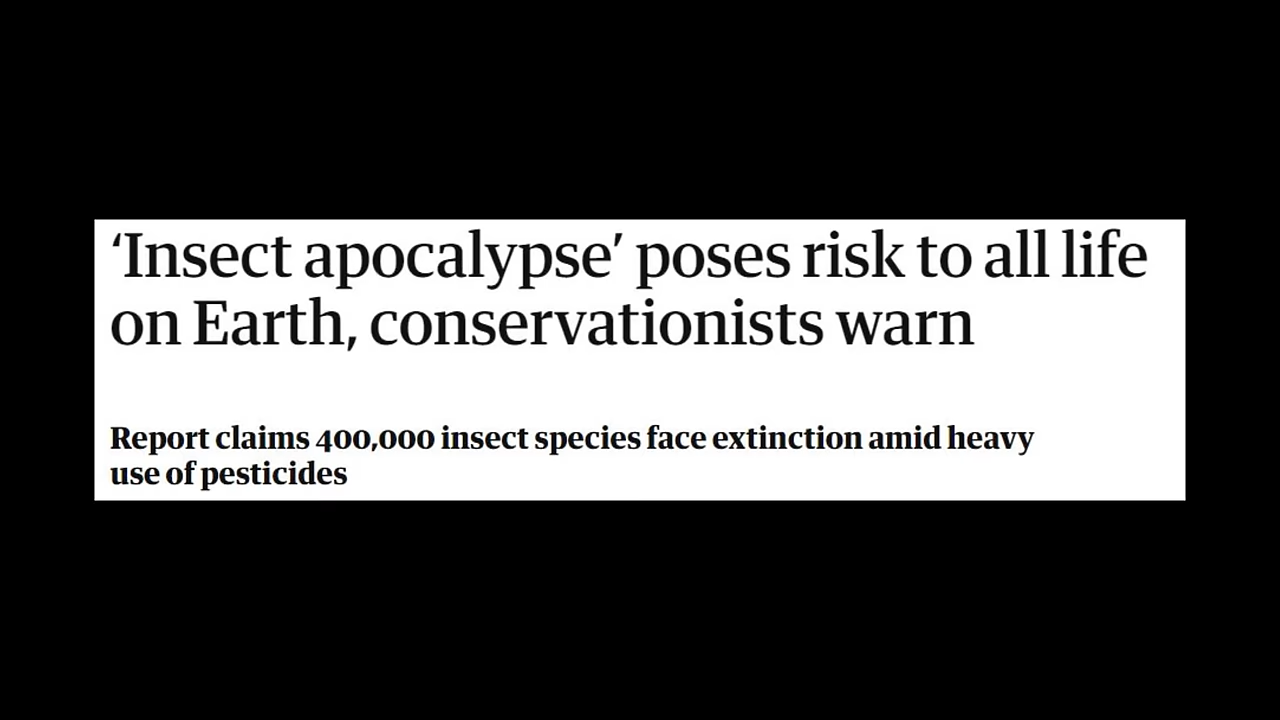 ‘Insect apocalypse’ poses risk to all life
on Earth, conservationists warn
Report claims 400,000 insect species face extinction amid heavy
use of pesticides